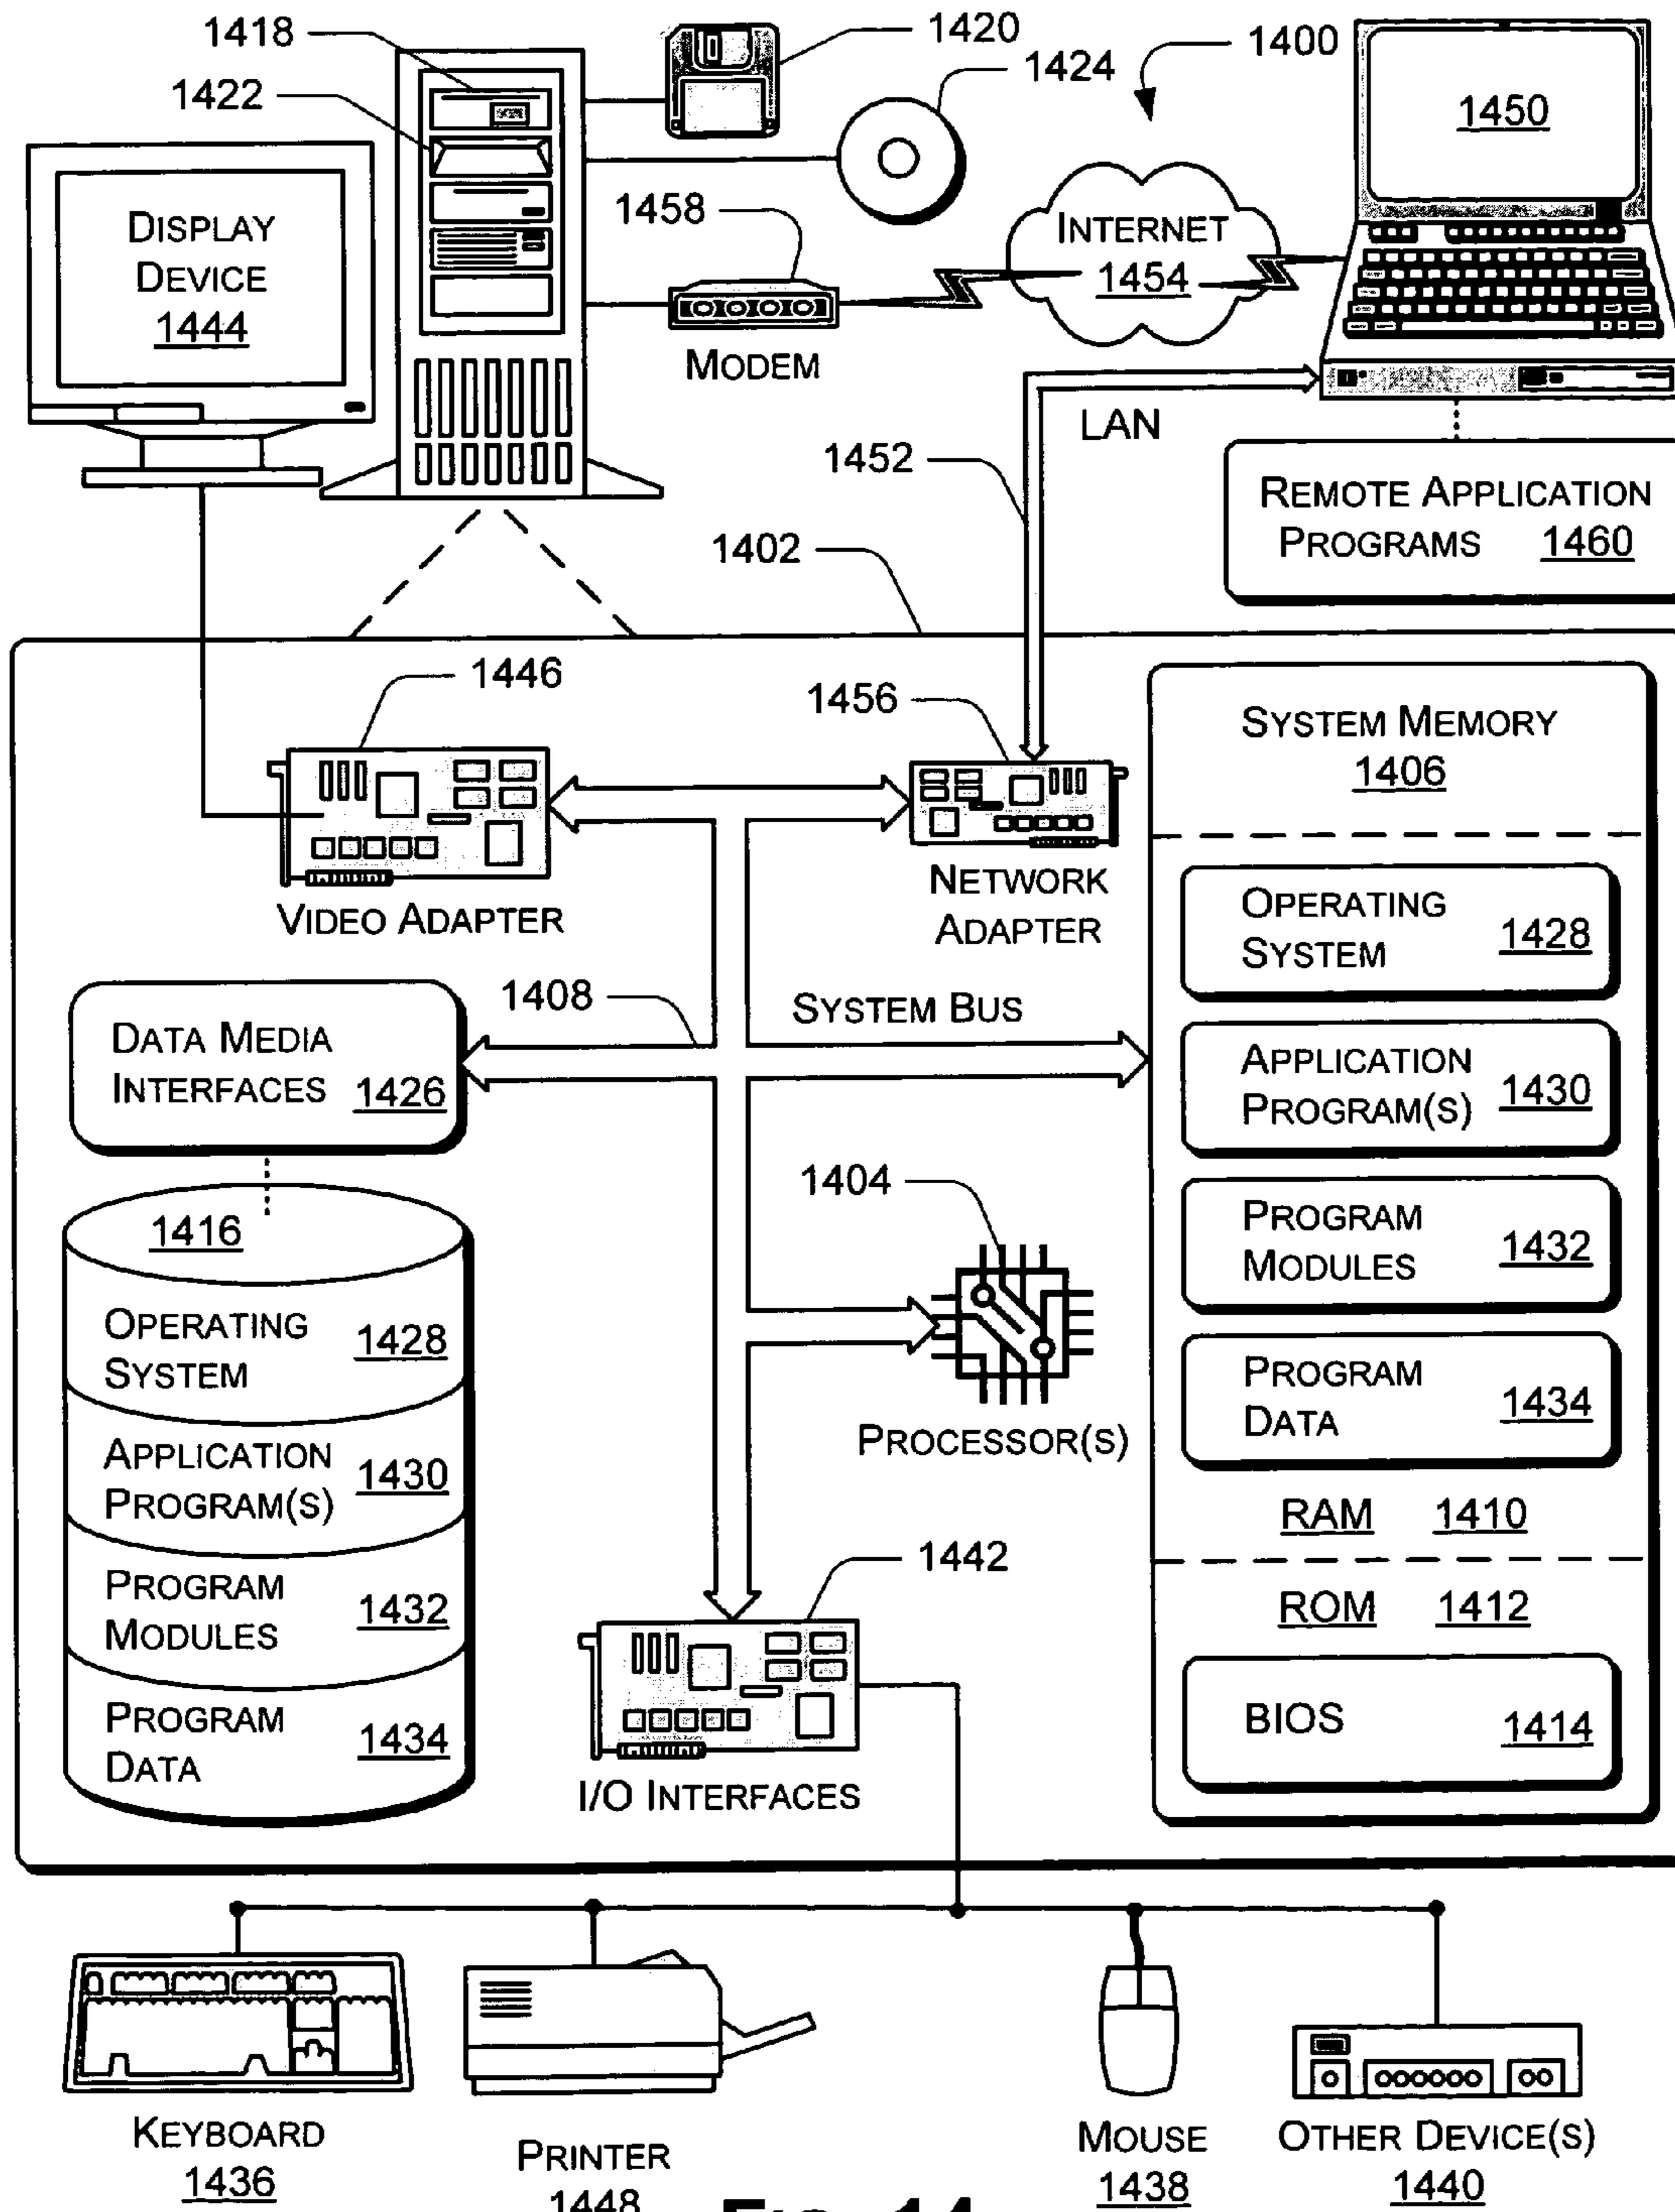 1418
1420
1400
1422
1424
1450
DISPLAY
DEVICE
1444
1458
INTERNET
1454
MODEM
LAN
1452
REMOTE APPLICATION
PROGRAMS 1460
1402
1446
1456
SYSTEM MEMORY
1406
VIDEO ADAPTER
NETWORK
ADAPTER
OPERATING
SYSTEM 1428
1408
SYSTEM BUS
DATA MEDIA
INTERFACES 1426
APPLICATION
PROGRAM(S) 1430
1404
PROGRAM
MODULES 1432
1416
OPERATING
SYSTEM 1428
PROGRAM
DATA 1434
PROCESSOR(S)
APPLICATION
PROGRAM(S) 1430
RAM 1410
1442
ROM 1412
PROGRAM
MODULES 1432
BIOS 1414
PROGRAM
DATA 1434
I/O INTERFACES
KEYBOARD
1436
PRINTER
1448
MOUSE
1438
OTHER DEVICE(S)
1440
FIG. 14